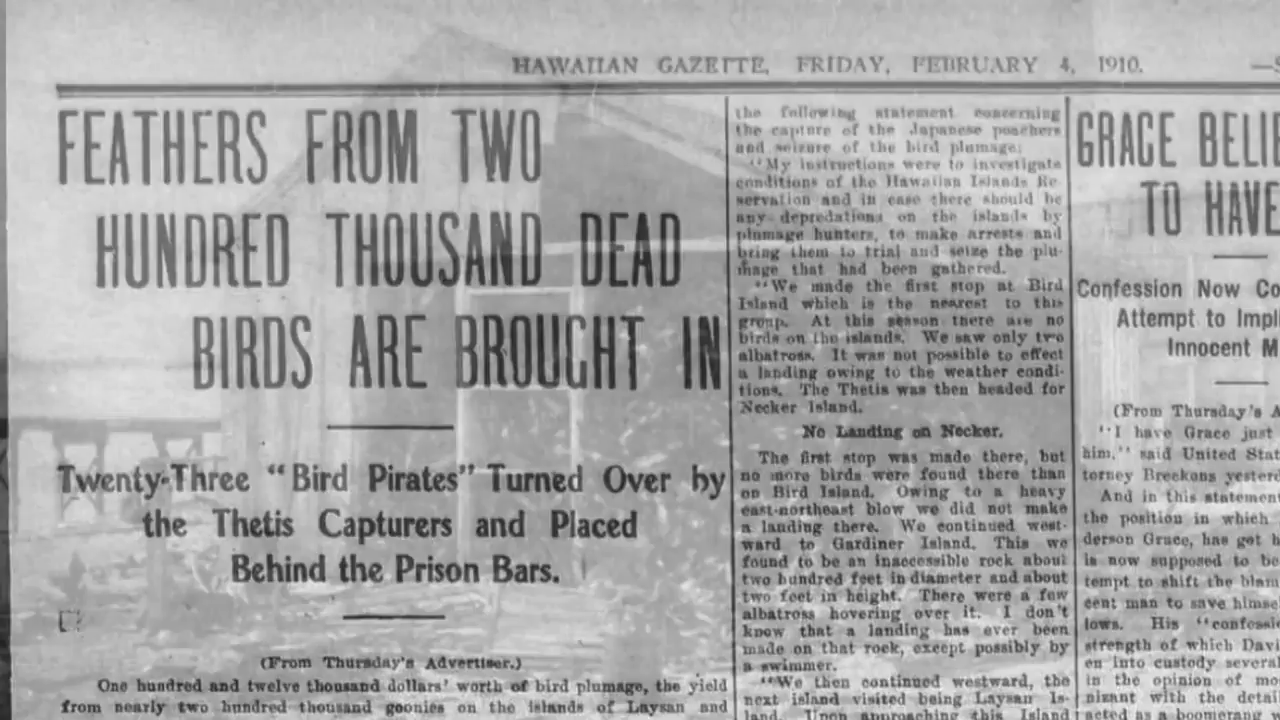 HAWAIIAN GAZETTE, FRIDAY, FEBRUARY 4, 1910.
FEATHERS FROM TWO
HUNDRED THOUSAND DEAD
BIRDS ARE BROUGHT IN
Twenty-Three "Bird Pirates" Turned Over by
the Thetis Capturers and Placed
Behind the Prison Bars.
(From Thursday's Advertiser.)
One hundred and twelve thousand dollars' worth of bird plumage, the yield
from nearly two hundred thousand goonies on the islands of Laysan and
the following statement concerning
the capture of the Japanese poachers
and seizure of the bird plumage:
"My instructions were to investigate
conditions of the Hawaiian Islands Re-
servation and in case there should be
any depredations on the islands by
plumage hunters, to make arrests and
bring them to trial and seize the plu-
mage that had been gathered.
"We made the first stop at Bird
Island which is the nearest to this
group. At this season there are no
birds on the islands. We saw only two
albatross. It was not possible to effect
a landing owing to the weather condi-
tions. The Thetis was then headed for
Necker Island.
No Landing on Necker.
The first stop was made there, but
no more birds were found there than
on Bird Island. Owing to a heavy
east-northeast blow we did not make
a landing there. We continued west-
ward to Gardiner Island. This we
found to be an inaccessible rock about
two hundred feet in diameter and about
two feet in height. There were a few
albatross hovering over it. I don't
know that a landing has ever been
made on that rock, except possibly by
a swimmer.
"We then continued westward, the
next island visited being Laysan Is-
land. Upon approaching this Island
GRACE BELIE
TO HAVE
Confession Now Co
Attempt to Impli
Innocent M
(From Thursday's A
"I have Grace just
him," said United Stat
torney Breckons yestere
And in this statement
the position in which
derson Grace, has got h
is now supposed to be
tempt to shift the blam
cent man to save himse
lows. His "confessi
strength of which Davi
en into custody several
in the opinion of mo
nizant with the detai
acted as a boomerang